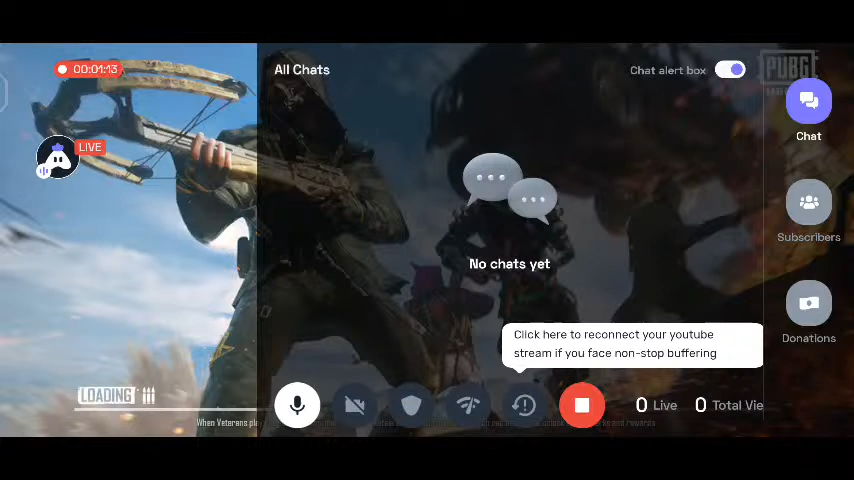 00:01:13
All Chats
Chat alert box
PUBG
LIVE
Chat
Subscribers
No chats yet
Click here to reconnect your youtube
stream if you face non-stop buffering
Donations
LOADING
0 Live
0 Total Vie
When Veterans